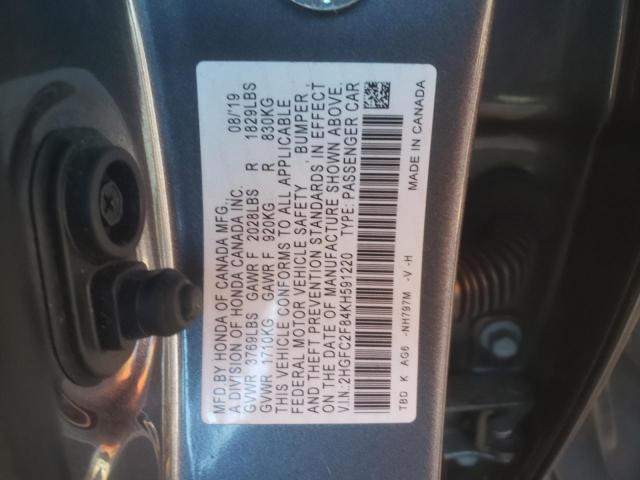 MFD. BY HONDA OF CANADA MFG., 08/19
A DIVISION OF HONDA CANADA INC.
GVWR 3769LBS GAWR F 2028LBS R 1829LBS
GVWR 1710KG GAWR F 920KG R 830KG
THIS VEHICLE CONFORMS TO ALL APPLICABLE
FEDERAL MOTOR VEHICLE SAFETY BUMPER,
AND THEFT PREVENTION STANDARDS IN EFFECT
ON THE DATE OF MANUFACTURE SHOWN ABOVE.
V.I.N.:2HGFC2F84KH591220 TYPE: PASSENGER CAR
TBD K AG6 -NH797M -V -H
MADE IN CANADA